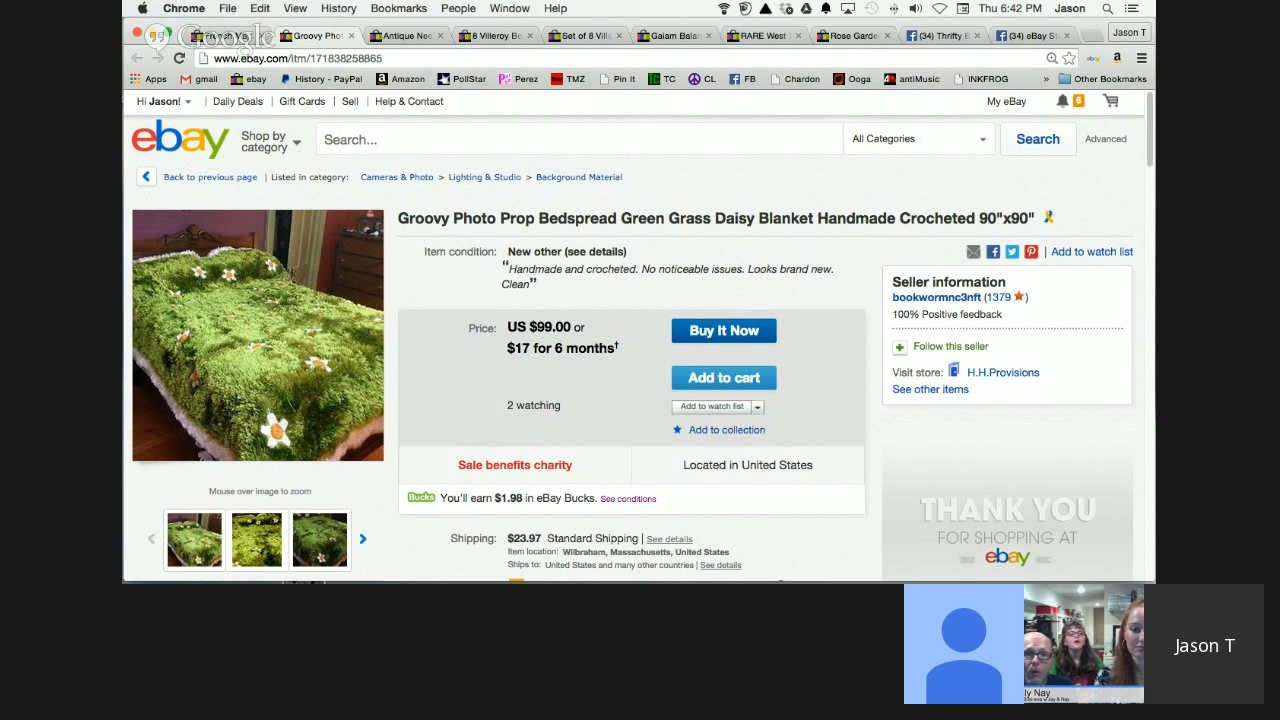 Chrome File Edit View History Bookmarks People Window Help Thu 6:42 PM Jason
Google
Groovy Phot Antique Nee 8 Villeroy Bo Set of 8 Ville Gaiam Balan RARE West Rose Garde (34) Thrifty E (34) eBay St Jason T
www.ebay.com/itm/171838258865
Apps gmail ebay History - PayPal Amazon PollStar Perez TMZ Pin It TC CL FB Chardon Ooga antiMusic INKFROG » Other Bookmarks
Hi Jason! Daily Deals Gift Cards Sell Help & Contact My eBay 6
ebay Shop by category Search... All Categories Search Advanced
Back to previous page | Listed in category: Cameras & Photo > Lighting & Studio > Background Material
Groovy Photo Prop Bedspread Green Grass Daisy Blanket Handmade Crocheted 90"x90"
Item condition: New other (see details)
| Add to watch list
“Handmade and crocheted. No noticeable issues. Looks brand new.
Clean”
Seller information
bookwormnc3nft (1379 )
100% Positive feedback
Follow this seller
Visit store: H.H.Provisions
See other items
Price: US $99.00 or
$17 for 6 months†
Buy It Now
Add to cart
2 watching
Add to watch list
Add to collection
Sale benefits charity Located in United States
Bucks You'll earn $1.98 in eBay Bucks. See conditions
Mouse over image to zoom
Shipping: $23.97 Standard Shipping | See details
Item location: Wilbraham, Massachusetts, United States
Ships to: United States and many other countries | See details
THANK YOU
FOR SHOPPING AT
ebay
ly Nay
Jason T